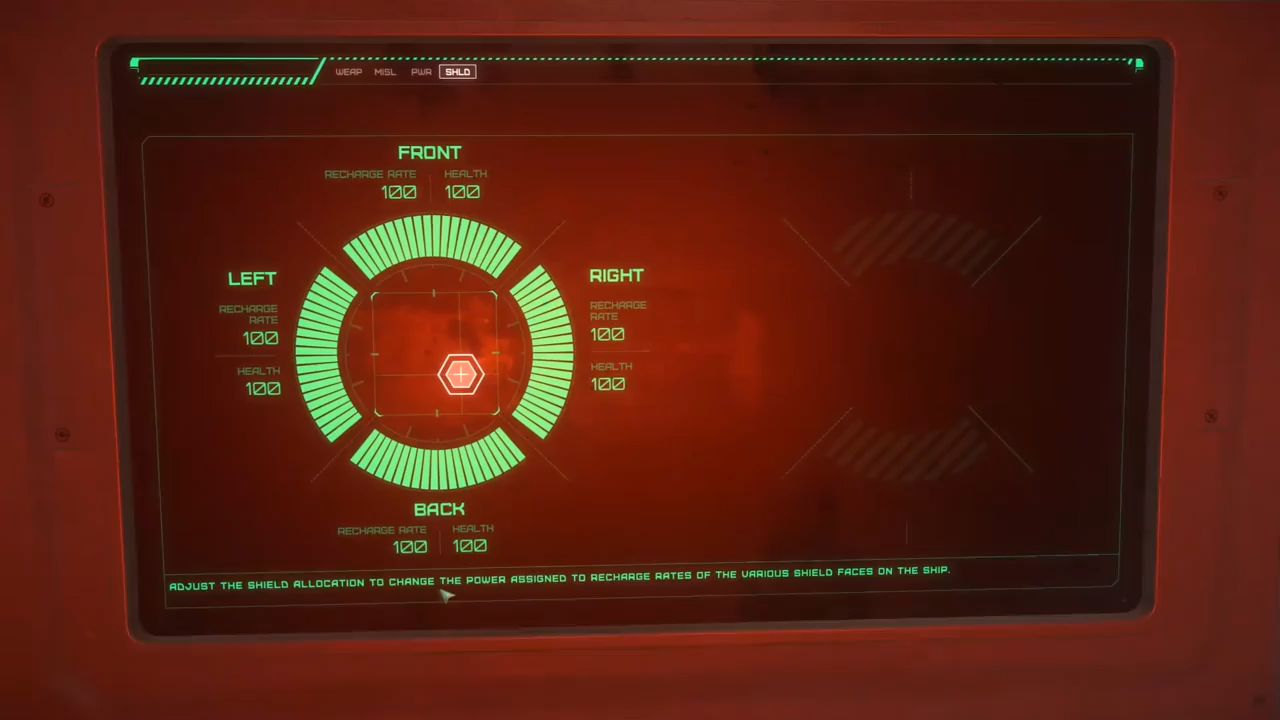 WEAP MISL PWR SHLD
FRONT
RECHARGE RATE HEALTH
100 100
LEFT
RECHARGE
RATE
100
HEALTH
100
RIGHT
RECHARGE
RATE
100
HEALTH
100
BACK
RECHARGE RATE HEALTH
100 100
ADJUST THE SHIELD ALLOCATION TO CHANGE THE POWER ASSIGNED TO RECHARGE RATES OF THE VARIOUS SHIELD FACES ON THE SHIP.